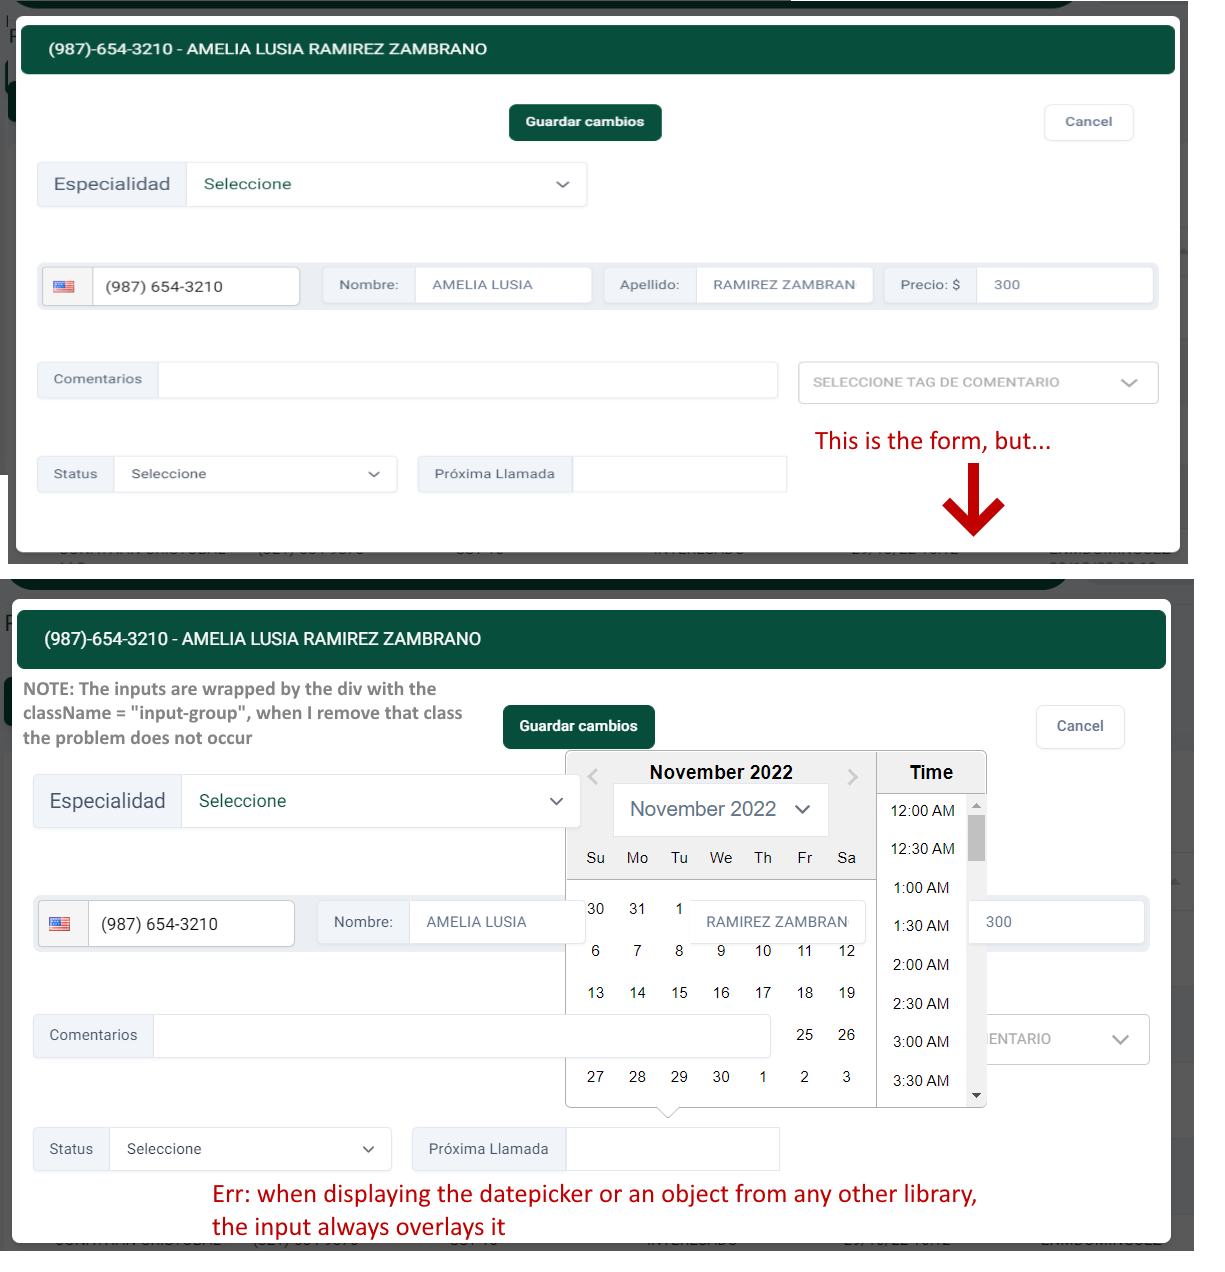 (987)-654-3210 - AMELIA LUSIA RAMIREZ ZAMBRANO
Guardar cambios
Cancel
Especialidad Seleccione
(987) 654-3210 Nombre: AMELIA LUSIA Apellido: RAMIREZ ZAMBRAN Precio: $ 300
Comentarios SELECCIONE TAG DE COMENTARIO
This is the form, but...
Status Seleccione Próxima Llamada
(987)-654-3210 - AMELIA LUSIA RAMIREZ ZAMBRANO
NOTE: The inputs are wrapped by the div with the
className = "input-group", when I remove that class
the problem does not occur
Guardar cambios
Cancel
November 2022 Time
Especialidad Seleccione
November 2022
12:00 AM
12:30 AM
Su Mo Tu We Th Fr Sa
1:00 AM
30 31 1
(987) 654-3210 Nombre: AMELIA LUSIA RAMIREZ ZAMBRAN 300
1:30 AM
6 7 8 9 10 11 12
2:00 AM
13 14 15 16 17 18 19
2:30 AM
Comentarios 25 26
3:00 AM
ENTARIO
27 28 29 30 1 2 3
3:30 AM
Status Seleccione Próxima Llamada
Err: when displaying the datepicker or an object from any other library,
the input always overlays it